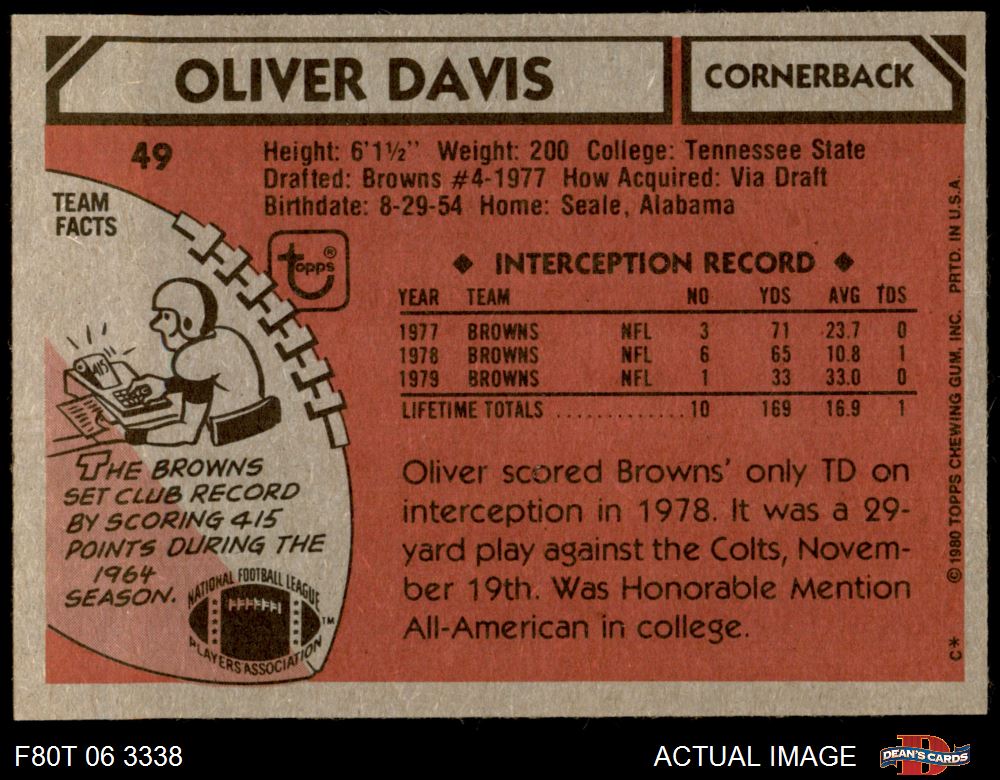 OLIVER DAVIS
CORNERBACK
49
Height: 6'1½" Weight: 200 College: Tennessee State
Drafted: Browns #4-1977 How Acquired: Via Draft
Birthdate: 8-29-54 Home: Seale, Alabama
TEAM
FACTS
topps®
◆ INTERCEPTION RECORD ◆
YEAR TEAM NO YDS AVG TDS
1977 BROWNS NFL 3 71 23.7 0
1978 BROWNS NFL 6 65 10.8 1
1979 BROWNS NFL 1 33 33.0 0
LIFETIME TOTALS ............ 10 169 16.9 1
415
THE BROWNS
SET CLUB RECORD
BY SCORING 415
POINTS DURING THE
1964
SEASON.
NATIONAL FOOTBALL LEAGUE
PLAYERS ASSOCIATION
TM
Oliver scored Browns' only TD on
interception in 1978. It was a 29-
yard play against the Colts, Novem-
ber 19th. Was Honorable Mention
All-American in college.
C* © 1980 TOPPS CHEWING GUM, INC. PRTD. IN U.S.A.
F80T 06 3338
ACTUAL IMAGE
DEAN'S CARDS